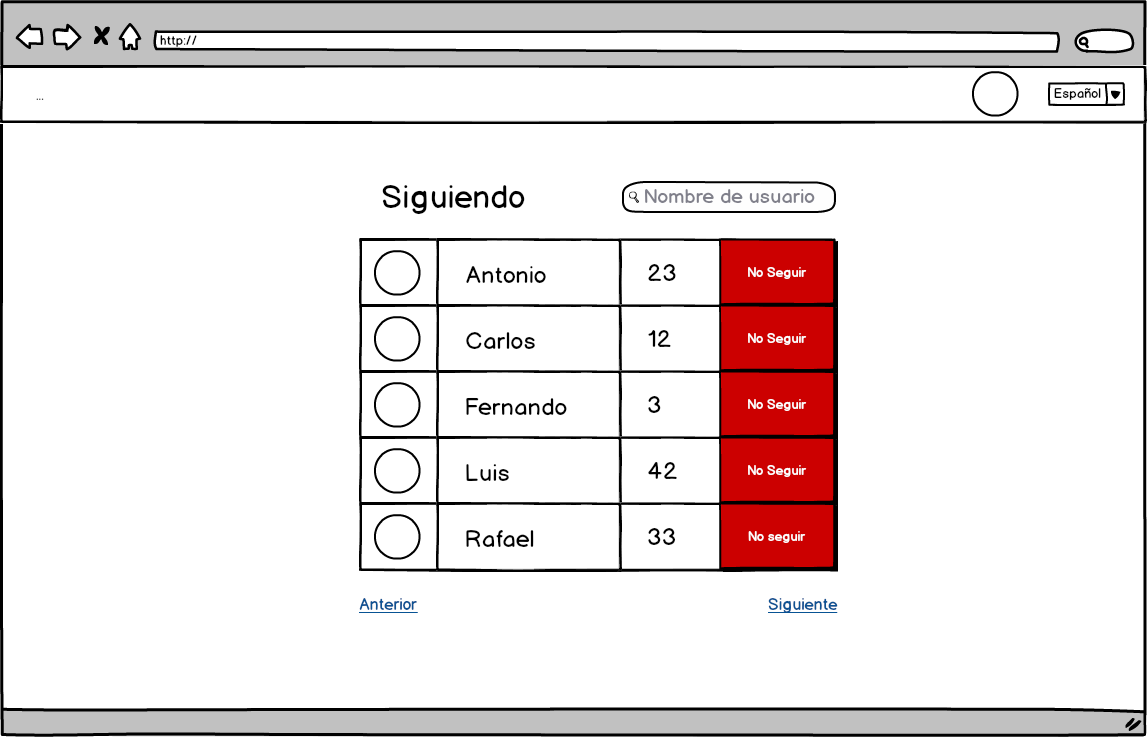 http://
...
Español
Siguiendo
Nombre de usuario
Antonio 23 No Seguir
Carlos 12 No Seguir
Fernando 3 No Seguir
Luis 42 No Seguir
Rafael 33 No seguir
Anterior Siguiente